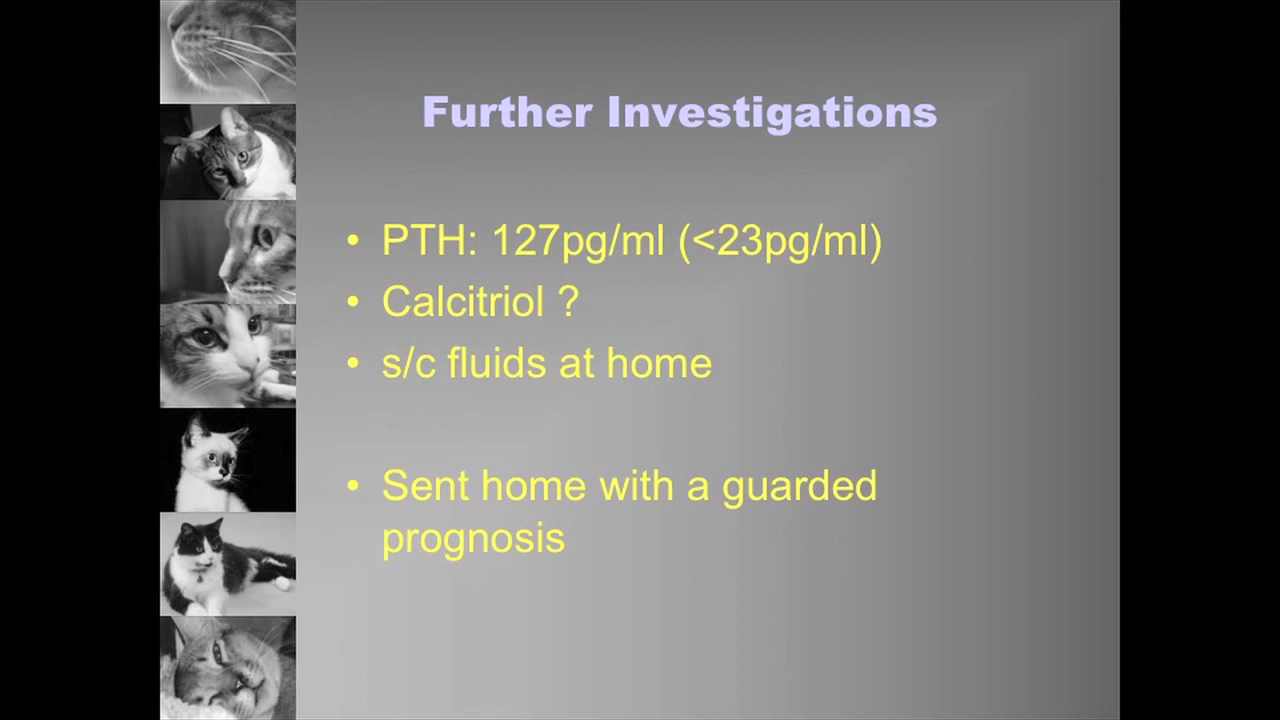 Further Investigations
• PTH: 127pg/ml (<23pg/ml)
• Calcitriol ?
• s/c fluids at home
• Sent home with a guarded
prognosis